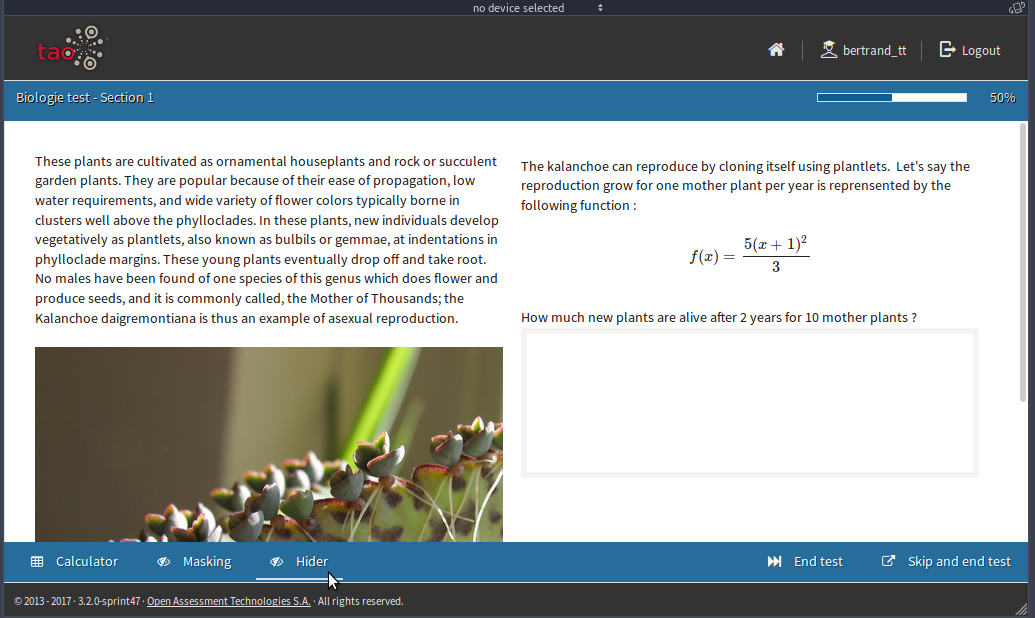 no device selected
tao
bertrand_tt
Logout
Biologie test - Section 1
50%
These plants are cultivated as ornamental houseplants and rock or succulent
garden plants. They are popular because of their ease of propagation, low
water requirements, and wide variety of flower colors typically borne in
clusters well above the phylloclades. In these plants, new individuals develop
vegetatively as plantlets, also known as bulbils or gemmae, at indentations in
phylloclade margins. These young plants eventually drop off and take root.
No males have been found of one species of this genus which does flower and
produce seeds, and it is commonly called, the Mother of Thousands; the
Kalanchoe daigremontiana is thus an example of asexual reproduction.
The kalanchoe can reproduce by cloning itself using plantlets.  Let's say the
reproduction grow for one mother plant per year is reprensented by the
following function :
f(x) = 5(x + 1)² / 3
How much new plants are alive after 2 years for 10 mother plants ?
Calculator
Masking
Hider
End test
Skip and end test
© 2013 - 2017 · 3.2.0-sprint47 · Open Assessment Technologies S.A. · All rights reserved.